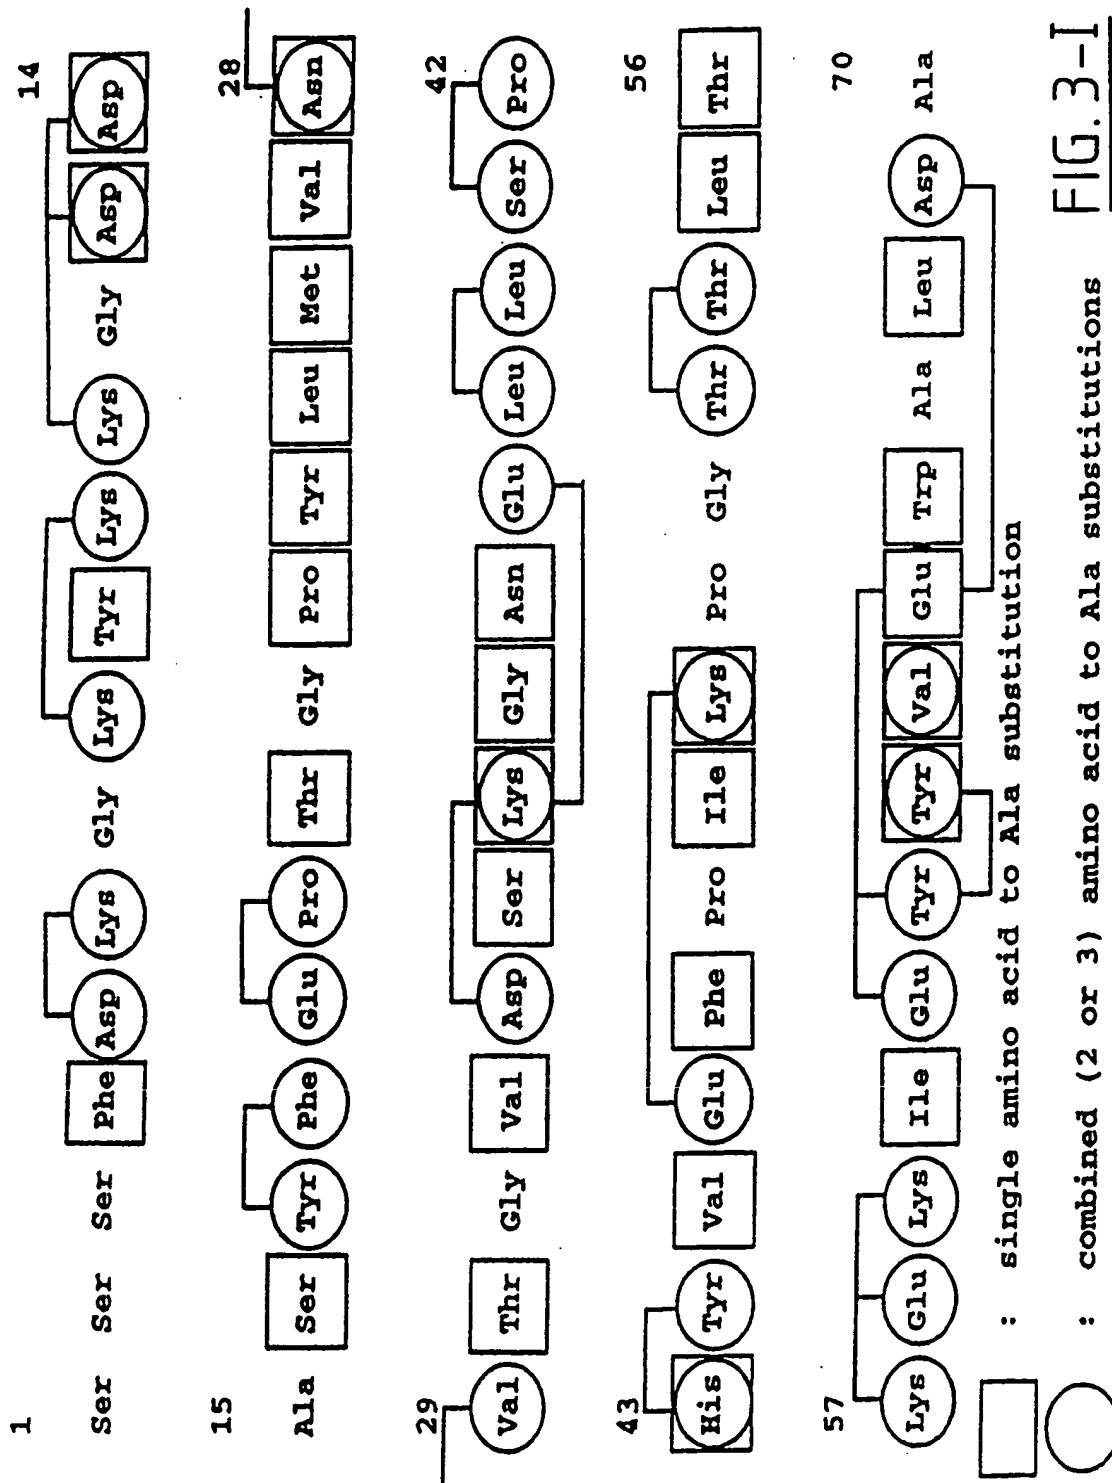 1 14
Ser Ser Ser Phe Asp Lys Gly Lys Tyr Lys Lys Gly Asp Asp
15 28
Ala Ser Tyr Phe Glu Pro Thr Gly Pro Tyr Leu Met Val Asn
29 42
Val Thr Gly Val Asp Ser Lys Gly Asn Glu Leu Leu Ser Pro
43 56
His Tyr Val Glu Phe Pro Ile Lys Pro Gly Thr Thr Leu Thr
57 70
Lys Glu Lys Ile Glu Tyr Tyr Val Glu Trp Ala Leu Asp Ala
: single amino acid to Ala substitution
: combined (2 or 3) amino acid to Ala substitutions
FIG. 3-I